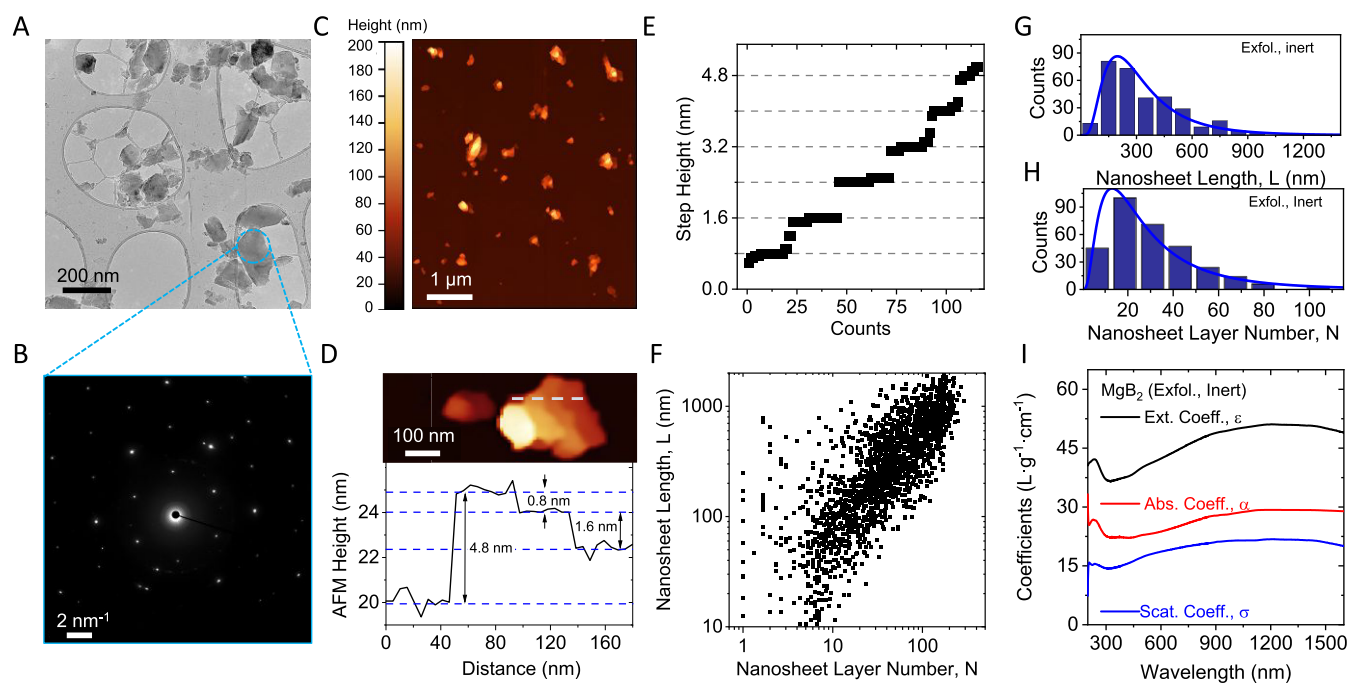 A
200 nm
B
2 nm-1
C
Height (nm)
200
180
160
140
120
100
80
60
40
20
0
1 µm
D
100 nm
AFM Height (nm)
24
22
20
4.8 nm
0.8 nm
1.6 nm
0 40 80 120 160
Distance (nm)
E
Step Height (nm)
4.8
4.0
3.2
2.4
1.6
0.8
0.0
0 25 50 75 100
Counts
F
Nanosheet Length, L (nm)
1000
100
10
1 10 100
Nanosheet Layer Number, N
G
Exfol., inert
Counts
90
60
30
0
300 600 900 1200
Nanosheet Length, L (nm)
H
Exfol., Inert
Counts
90
60
30
0
20 40 60 80 100
Nanosheet Layer Number, N
I
MgB2 (Exfol., Inert)
Ext. Coeff., ε
Abs. Coeff., α
Scat. Coeff., σ
Coefficients (L·g-1·cm-1)
60
45
30
15
0
300 600 900 1200 1500
Wavelength (nm)